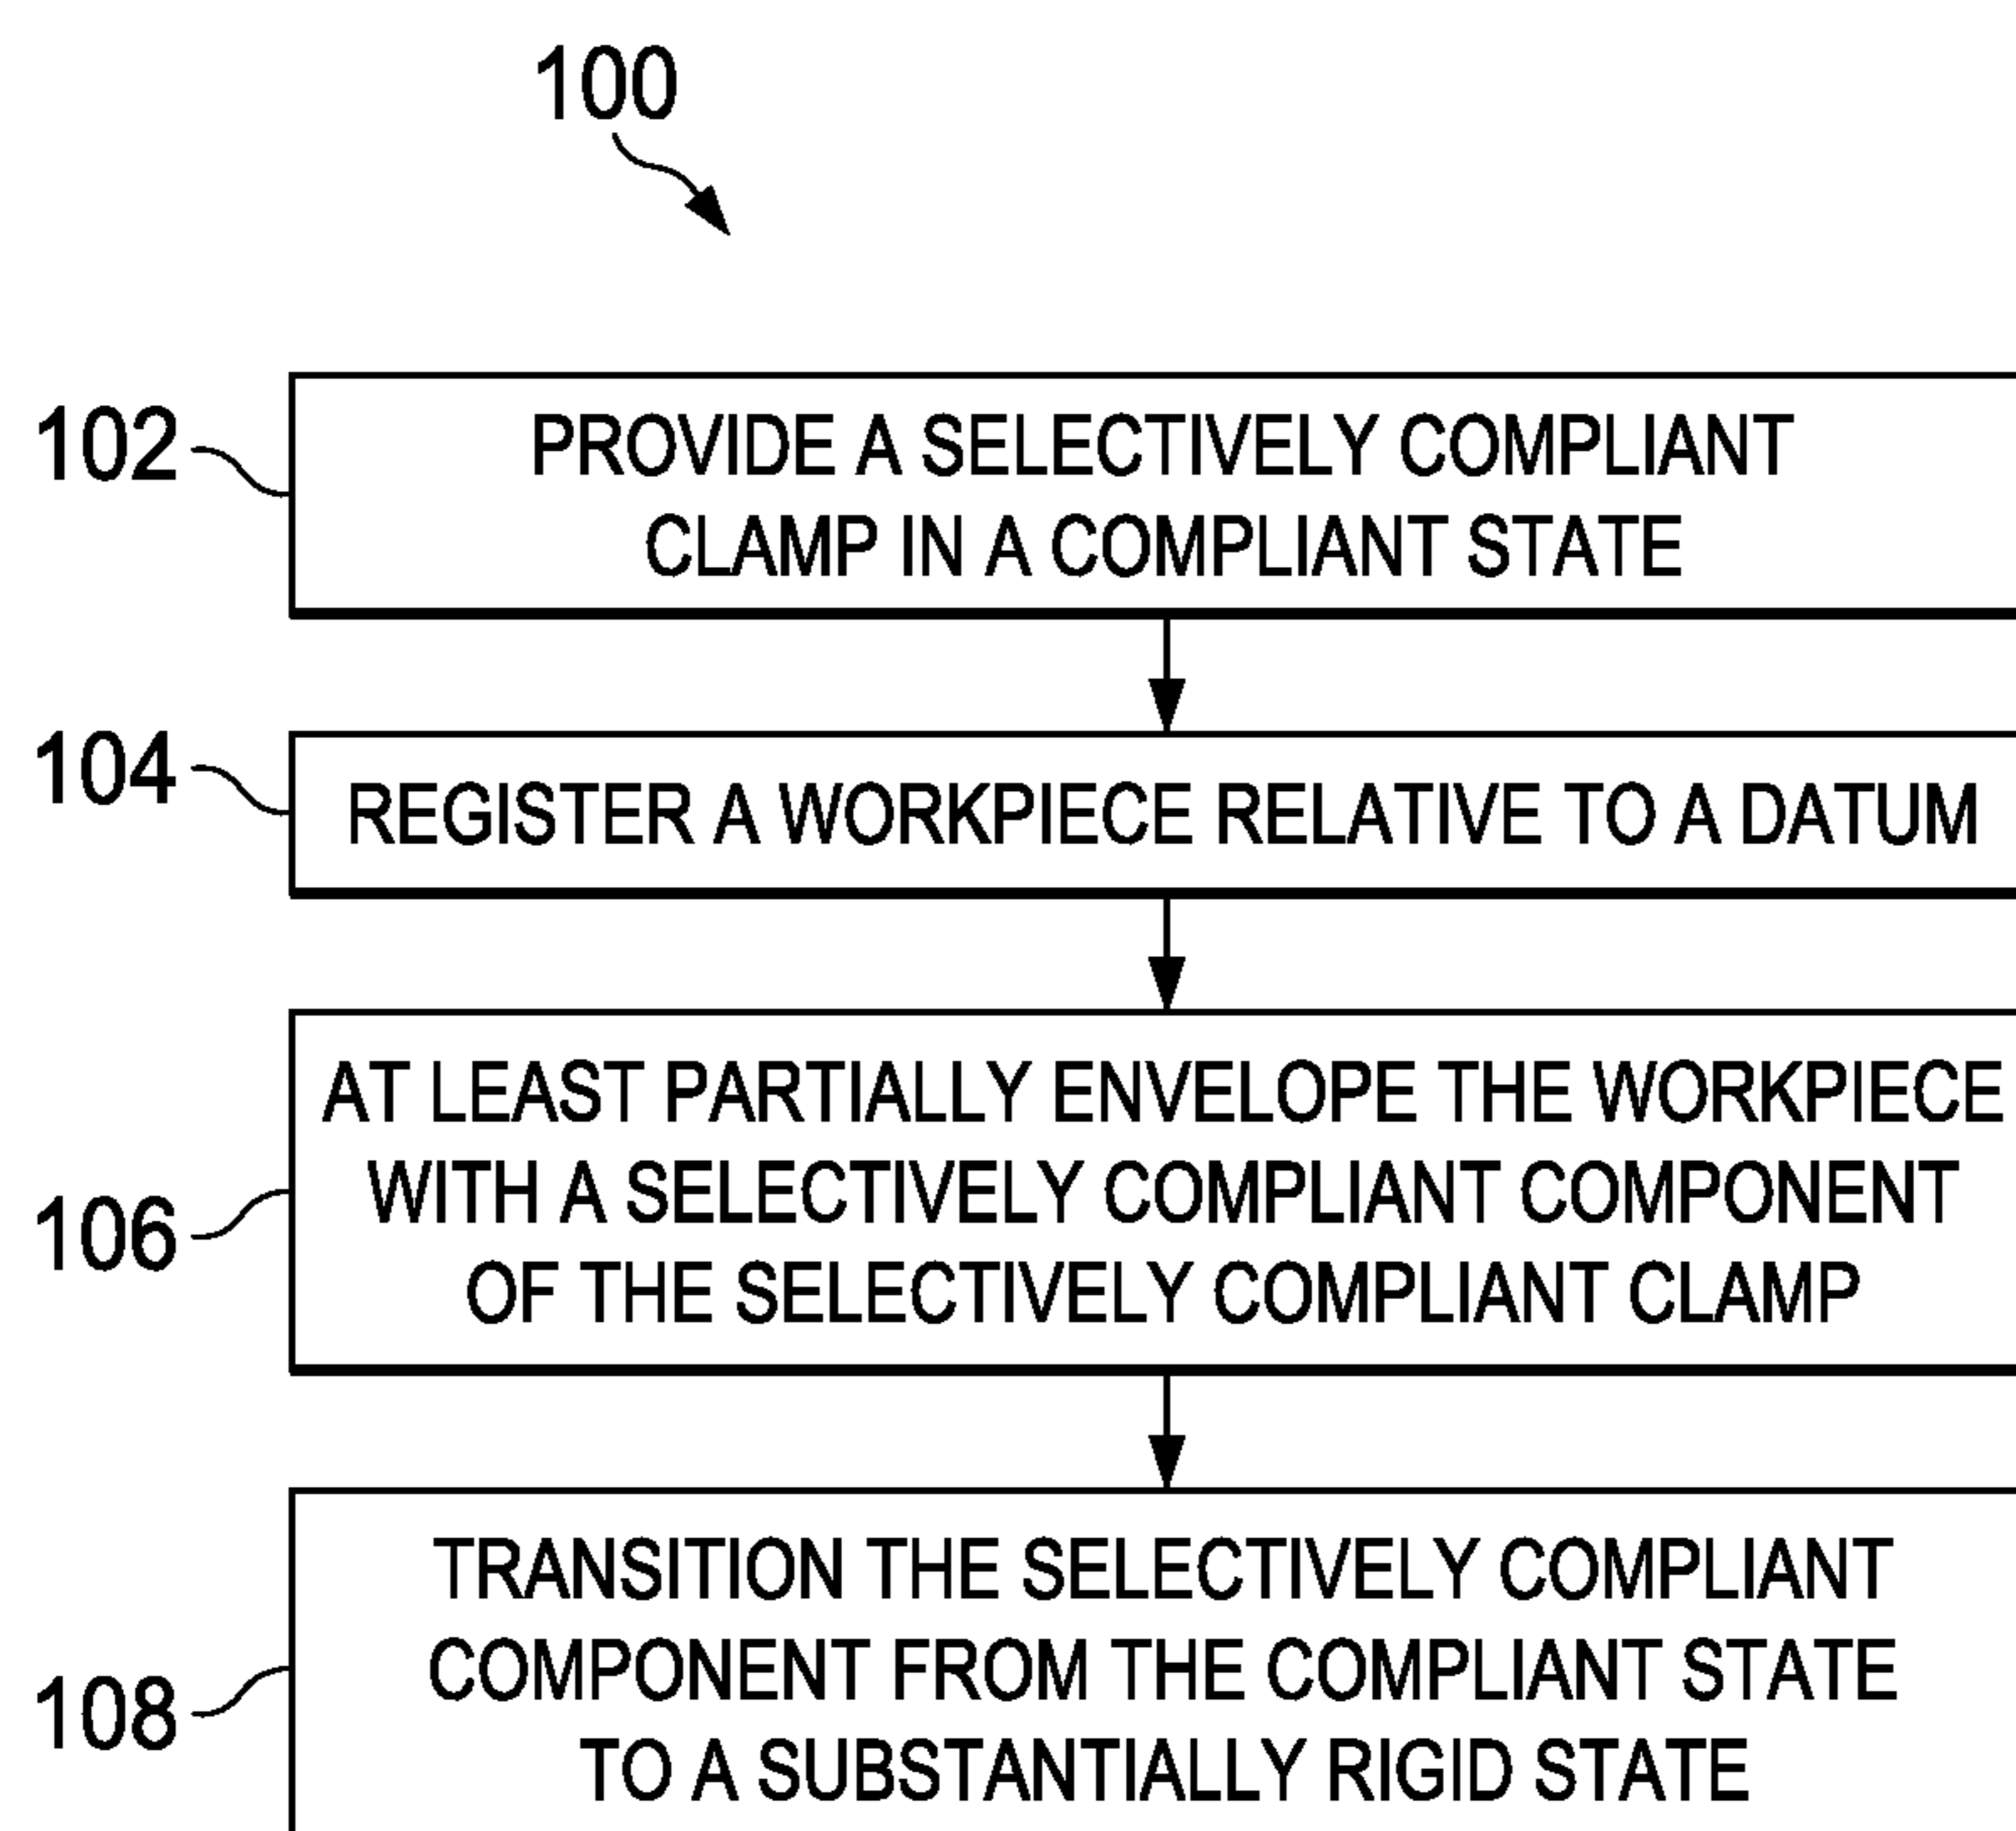 100
102
PROVIDE A SELECTIVELY COMPLIANT
CLAMP IN A COMPLIANT STATE
104
REGISTER A WORKPIECE RELATIVE TO A DATUM
106
AT LEAST PARTIALLY ENVELOPE THE WORKPIECE
WITH A SELECTIVELY COMPLIANT COMPONENT
OF THE SELECTIVELY COMPLIANT CLAMP
108
TRANSITION THE SELECTIVELY COMPLIANT
COMPONENT FROM THE COMPLIANT STATE
TO A SUBSTANTIALLY RIGID STATE